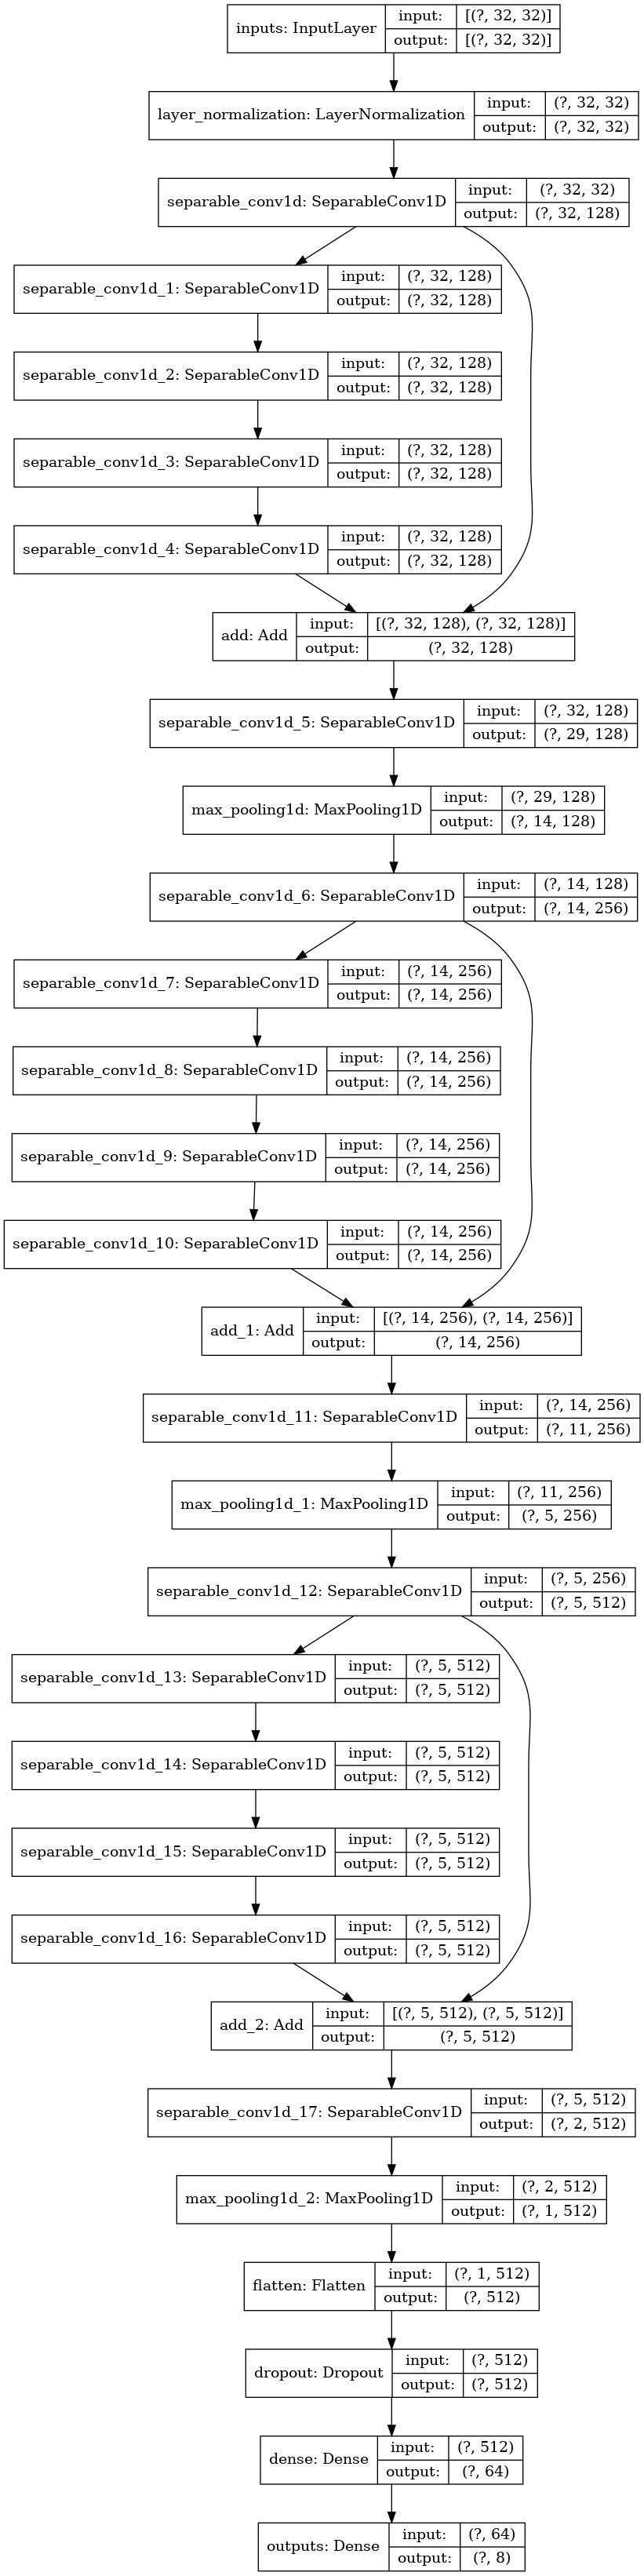 inputs: InputLayer input: [(?, 32, 32)]
output: [(?, 32, 32)]
layer_normalization: LayerNormalization input: (?, 32, 32)
output: (?, 32, 32)
separable_conv1d: SeparableConv1D input: (?, 32, 32)
output: (?, 32, 128)
separable_conv1d_1: SeparableConv1D input: (?, 32, 128)
output: (?, 32, 128)
separable_conv1d_2: SeparableConv1D input: (?, 32, 128)
output: (?, 32, 128)
separable_conv1d_3: SeparableConv1D input: (?, 32, 128)
output: (?, 32, 128)
separable_conv1d_4: SeparableConv1D input: (?, 32, 128)
output: (?, 32, 128)
add: Add input: [(?, 32, 128), (?, 32, 128)]
output: (?, 32, 128)
separable_conv1d_5: SeparableConv1D input: (?, 32, 128)
output: (?, 29, 128)
max_pooling1d: MaxPooling1D input: (?, 29, 128)
output: (?, 14, 128)
separable_conv1d_6: SeparableConv1D input: (?, 14, 128)
output: (?, 14, 256)
separable_conv1d_7: SeparableConv1D input: (?, 14, 256)
output: (?, 14, 256)
separable_conv1d_8: SeparableConv1D input: (?, 14, 256)
output: (?, 14, 256)
separable_conv1d_9: SeparableConv1D input: (?, 14, 256)
output: (?, 14, 256)
separable_conv1d_10: SeparableConv1D input: (?, 14, 256)
output: (?, 14, 256)
add_1: Add input: [(?, 14, 256), (?, 14, 256)]
output: (?, 14, 256)
separable_conv1d_11: SeparableConv1D input: (?, 14, 256)
output: (?, 11, 256)
max_pooling1d_1: MaxPooling1D input: (?, 11, 256)
output: (?, 5, 256)
separable_conv1d_12: SeparableConv1D input: (?, 5, 256)
output: (?, 5, 512)
separable_conv1d_13: SeparableConv1D input: (?, 5, 512)
output: (?, 5, 512)
separable_conv1d_14: SeparableConv1D input: (?, 5, 512)
output: (?, 5, 512)
separable_conv1d_15: SeparableConv1D input: (?, 5, 512)
output: (?, 5, 512)
separable_conv1d_16: SeparableConv1D input: (?, 5, 512)
output: (?, 5, 512)
add_2: Add input: [(?, 5, 512), (?, 5, 512)]
output: (?, 5, 512)
separable_conv1d_17: SeparableConv1D input: (?, 5, 512)
output: (?, 2, 512)
max_pooling1d_2: MaxPooling1D input: (?, 2, 512)
output: (?, 1, 512)
flatten: Flatten input: (?, 1, 512)
output: (?, 512)
dropout: Dropout input: (?, 512)
output: (?, 512)
dense: Dense input: (?, 512)
output: (?, 64)
outputs: Dense input: (?, 64)
output: (?, 8)